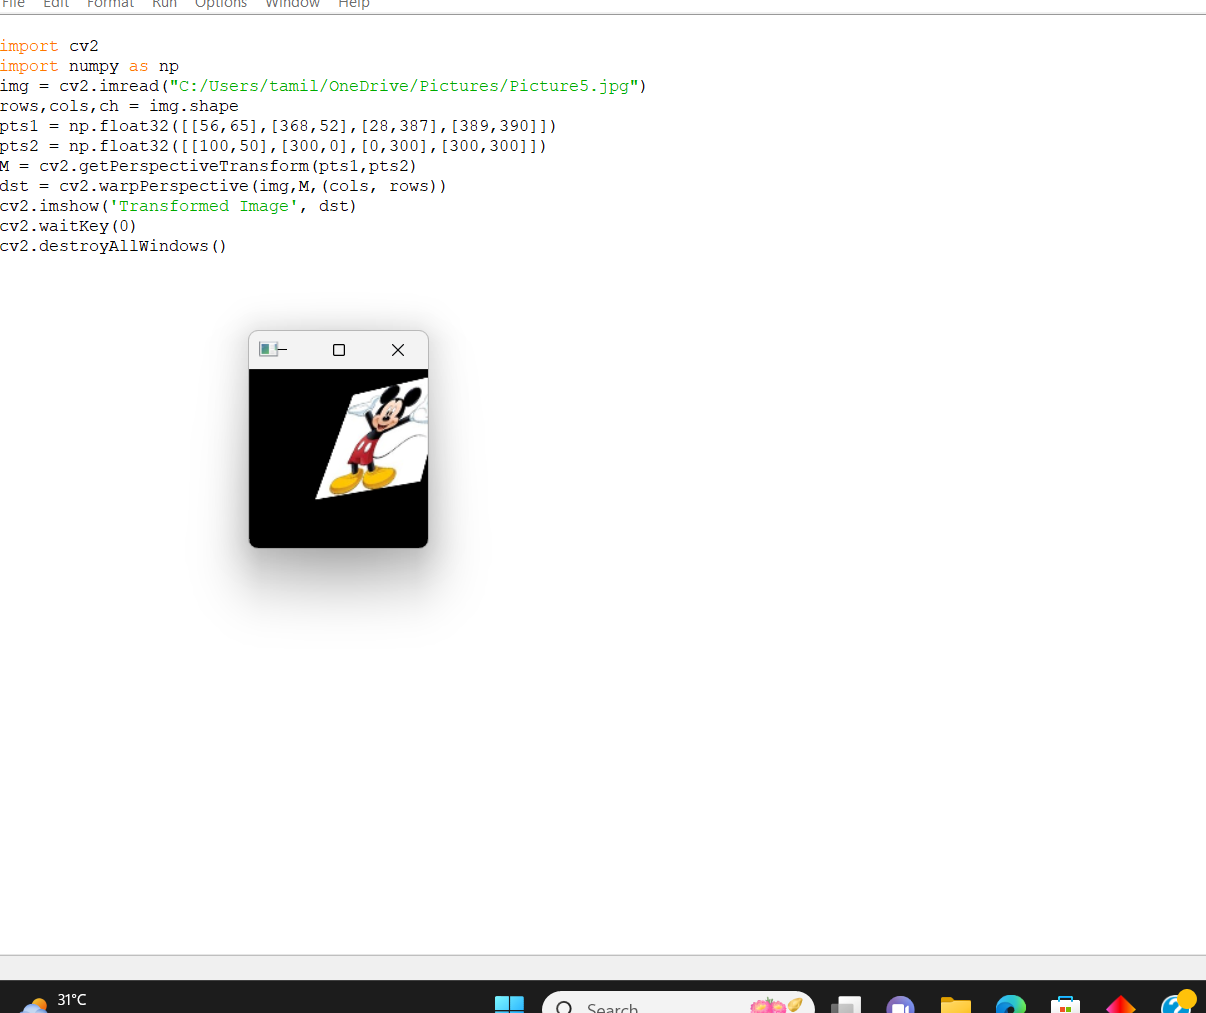 File Edit Format Run Options Window Help
import cv2
import numpy as np
img = cv2.imread("C:/Users/tamil/OneDrive/Pictures/Picture5.jpg")
rows,cols,ch = img.shape
pts1 = np.float32([[56,65],[368,52],[28,387],[389,390]])
pts2 = np.float32([[100,50],[300,0],[0,300],[300,300]])
M = cv2.getPerspectiveTransform(pts1,pts2)
dst = cv2.warpPerspective(img,M,(cols, rows))
cv2.imshow('Transformed Image', dst)
cv2.waitKey(0)
cv2.destroyAllWindows()
31°C
Search